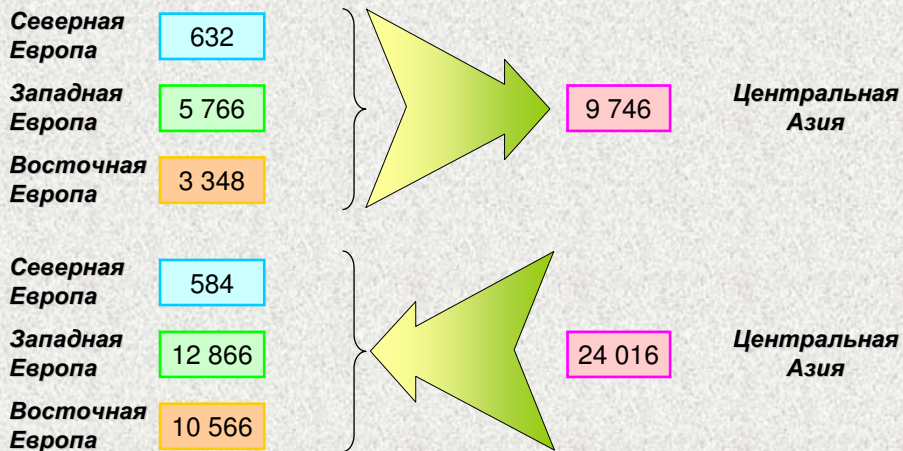 Северная
Европа
632
Западная
Европа
5 766
9 746
Центральная
Азия
Восточная
Европа
3 348
Северная
Европа
584
Западная
Европа
12 866
24 016
Центральная
Азия
Восточная
Европа
10 566